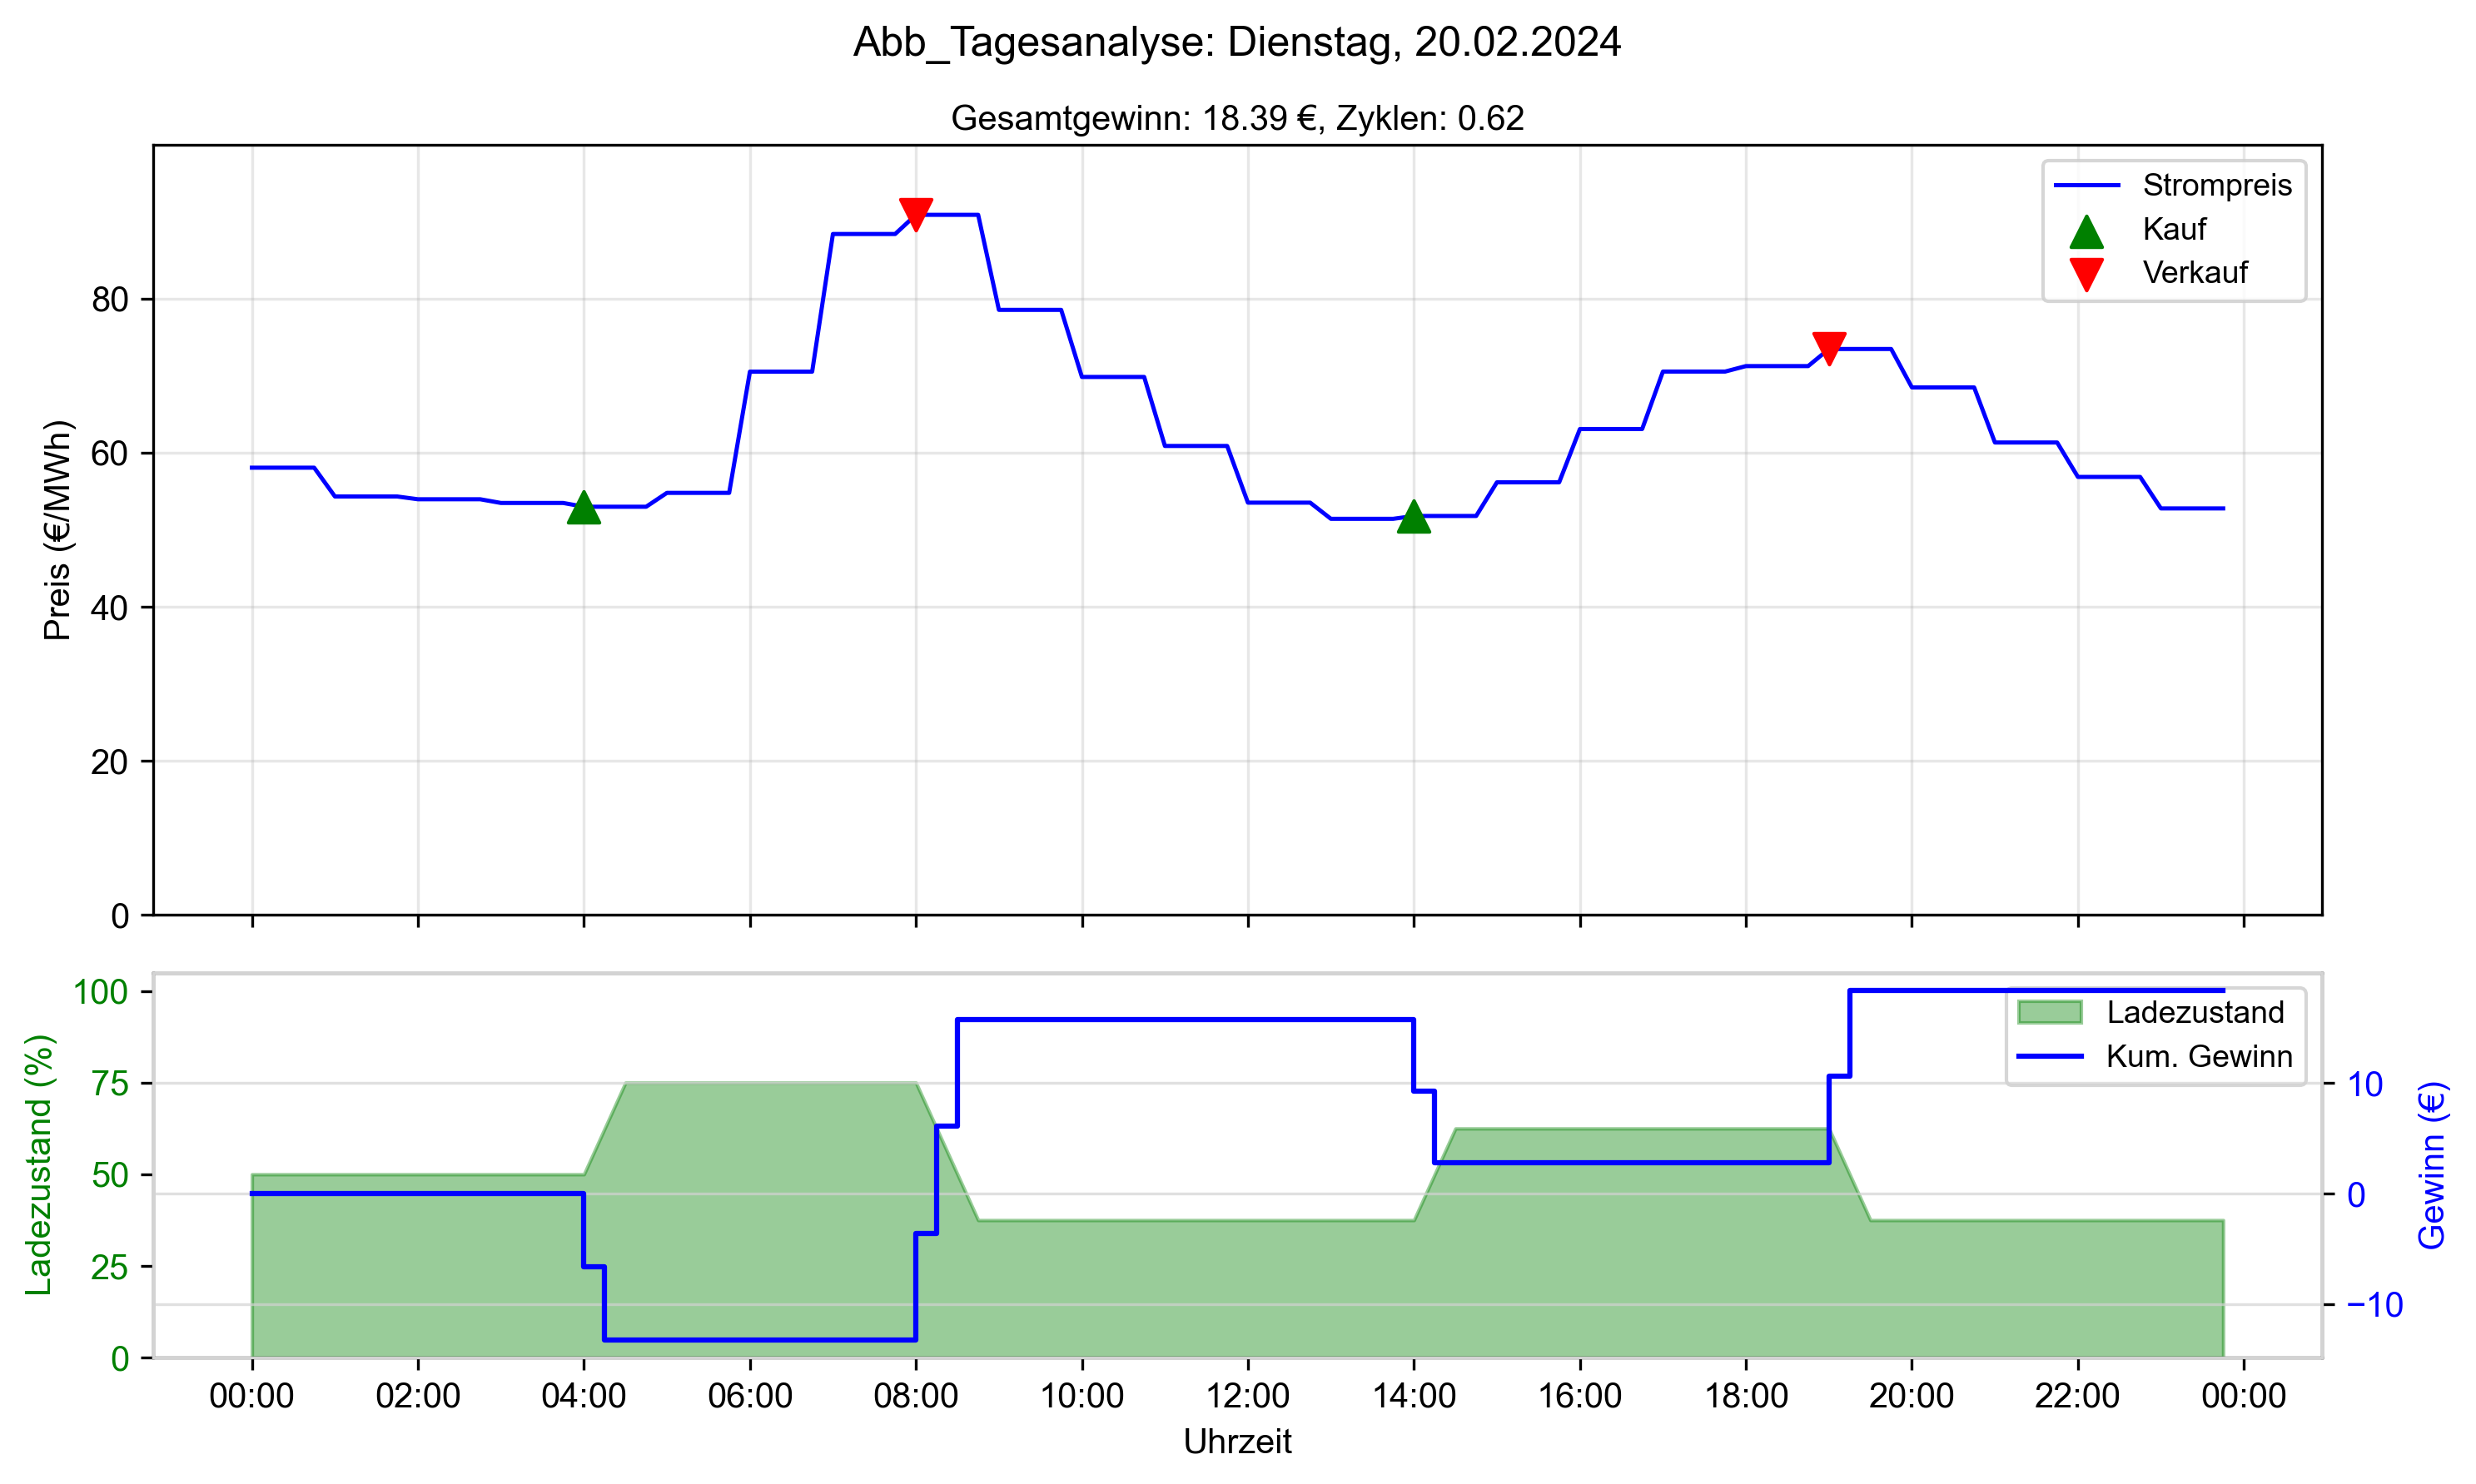 Abb_Tagesanalyse: Dienstag, 20.02.2024
Gesamtgewinn: 18.39 €, Zyklen: 0.62
Strompreis
Kauf
Verkauf
Preis (€/MWh)
80
60
40
20
0
Ladezustand
Kum. Gewinn
Ladezustand (%)
100
75
50
25
0
10
0
−10
Gewinn (€)
00:00 02:00 04:00 06:00 08:00 10:00 12:00 14:00 16:00 18:00 20:00 22:00 00:00
Uhrzeit